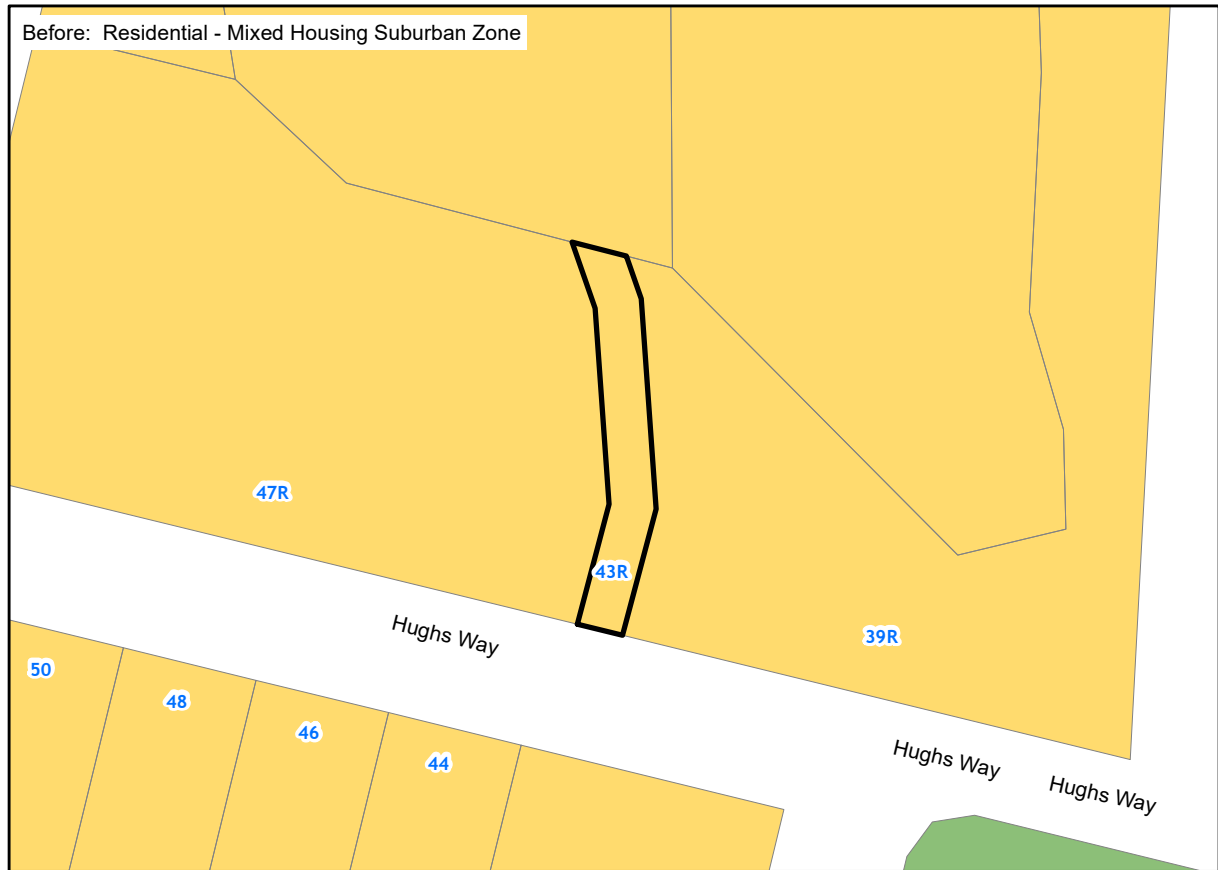 Before:  Residential - Mixed Housing Suburban Zone
47R
43R
Hughs Way
39R
50
48
46
44
Hughs Way
Hughs Way